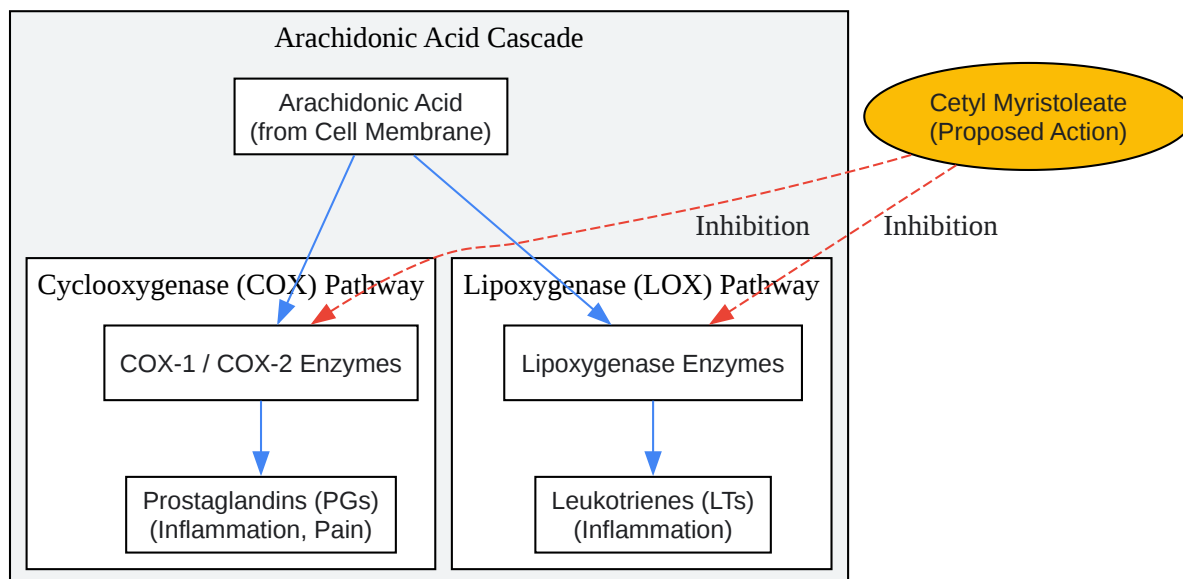 Arachidonic Acid Cascade
Arachidonic Acid
(from Cell Membrane)
Cetyl Myristoleate
(Proposed Action)
Inhibition
Inhibition
Cyclooxygenase (COX) Pathway
Lipoxygenase (LOX) Pathway
COX-1 / COX-2 Enzymes
Lipoxygenase Enzymes
Prostaglandins (PGs)
(Inflammation, Pain)
Leukotrienes (LTs)
(Inflammation)